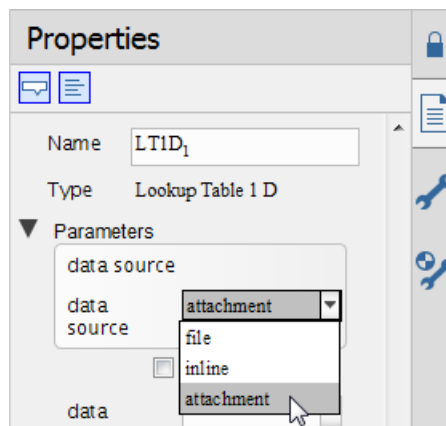 Properties
Name LT1D1
Type Lookup Table 1 D
Parameters
data source
data source attachment
file
inline
attachment
data